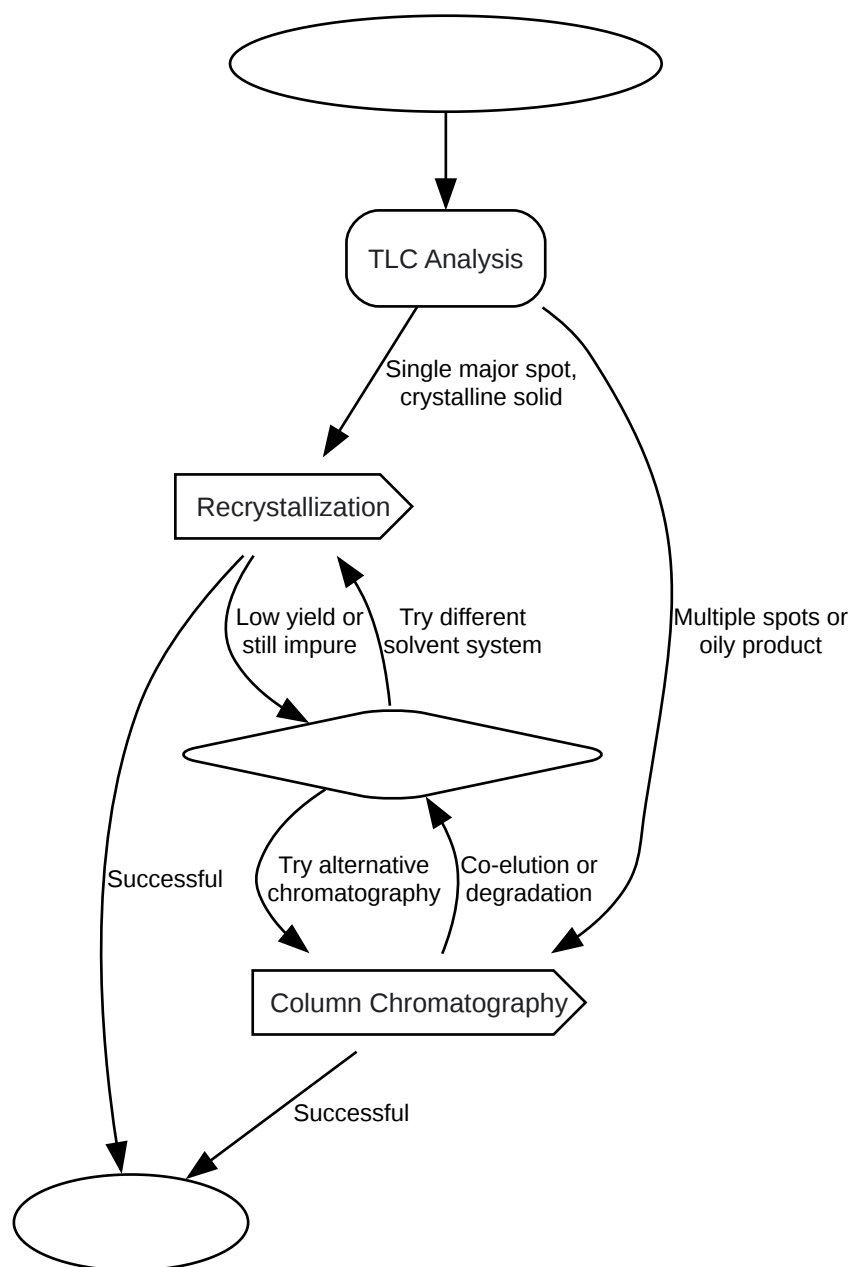 TLC Analysis
Single major spot,
crystalline solid
Recrystallization
Low yield or
still impure
Try different
solvent system
Multiple spots or
oily product
Successful
Try alternative
chromatography
Co-elution or
degradation
Column Chromatography
Successful